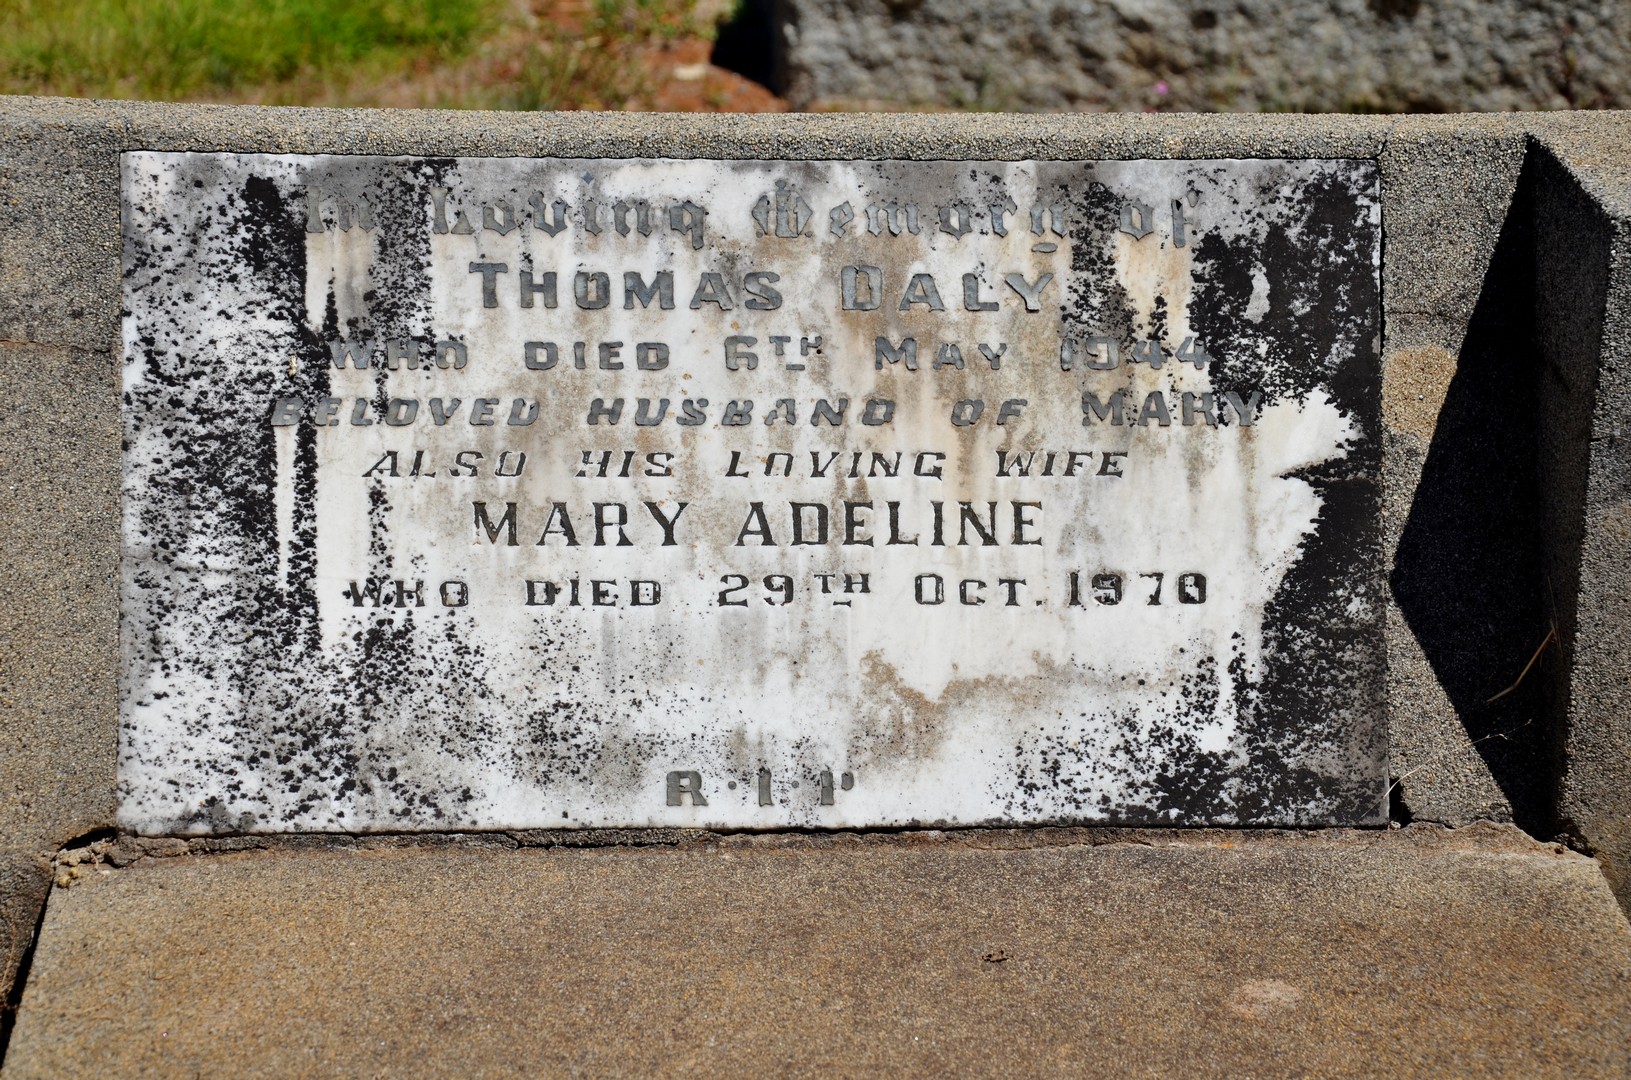 In Loving Memory of
THOMAS DALY
WHO DIED 6TH MAY 1944
BELOVED HUSBAND OF MARY
ALSO HIS LOVING WIFE
MARY ADELINE
WHO DIED 29TH OCT. 1970
R·I·P